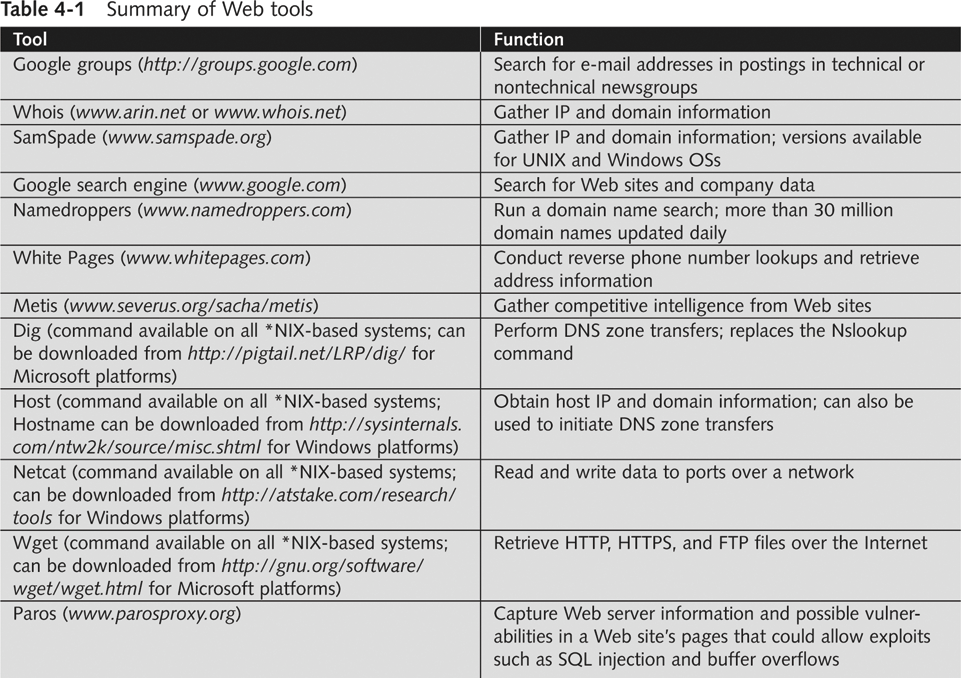 Table 4-1 Summary of Web tools
Tool Function
Google groups (http://groups.google.com) Search for e-mail addresses in postings in technical or
nontechnical newsgroups
Whois (www.arin.net or www.whois.net) Gather IP and domain information
SamSpade (www.samspade.org) Gather IP and domain information; versions available
for UNIX and Windows OSs
Google search engine (www.google.com) Search for Web sites and company data
Namedroppers (www.namedroppers.com) Run a domain name search; more than 30 million
domain names updated daily
White Pages (www.whitepages.com) Conduct reverse phone number lookups and retrieve
address information
Metis (www.severus.org/sacha/metis) Gather competitive intelligence from Web sites
Dig (command available on all *NIX-based systems; can Perform DNS zone transfers; replaces the Nslookup
be downloaded from http://pigtail.net/LRP/dig/ for command
Microsoft platforms)
Host (command available on all *NIX-based systems; Obtain host IP and domain information; can also be
Hostname can be downloaded from http://sysinternals. used to initiate DNS zone transfers
com/ntw2k/source/misc.shtml for Windows platforms)
Netcat (command available on all *NIX-based systems; Read and write data to ports over a network
can be downloaded from http://atstake.com/research/
tools for Windows platforms)
Wget (command available on all *NIX-based systems; Retrieve HTTP, HTTPS, and FTP files over the Internet
can be downloaded from http://gnu.org/software/
wget/wget.html for Microsoft platforms)
Paros (www.parosproxy.org) Capture Web server information and possible vulner-
abilities in a Web site's pages that could allow exploits
such as SQL injection and buffer overflows